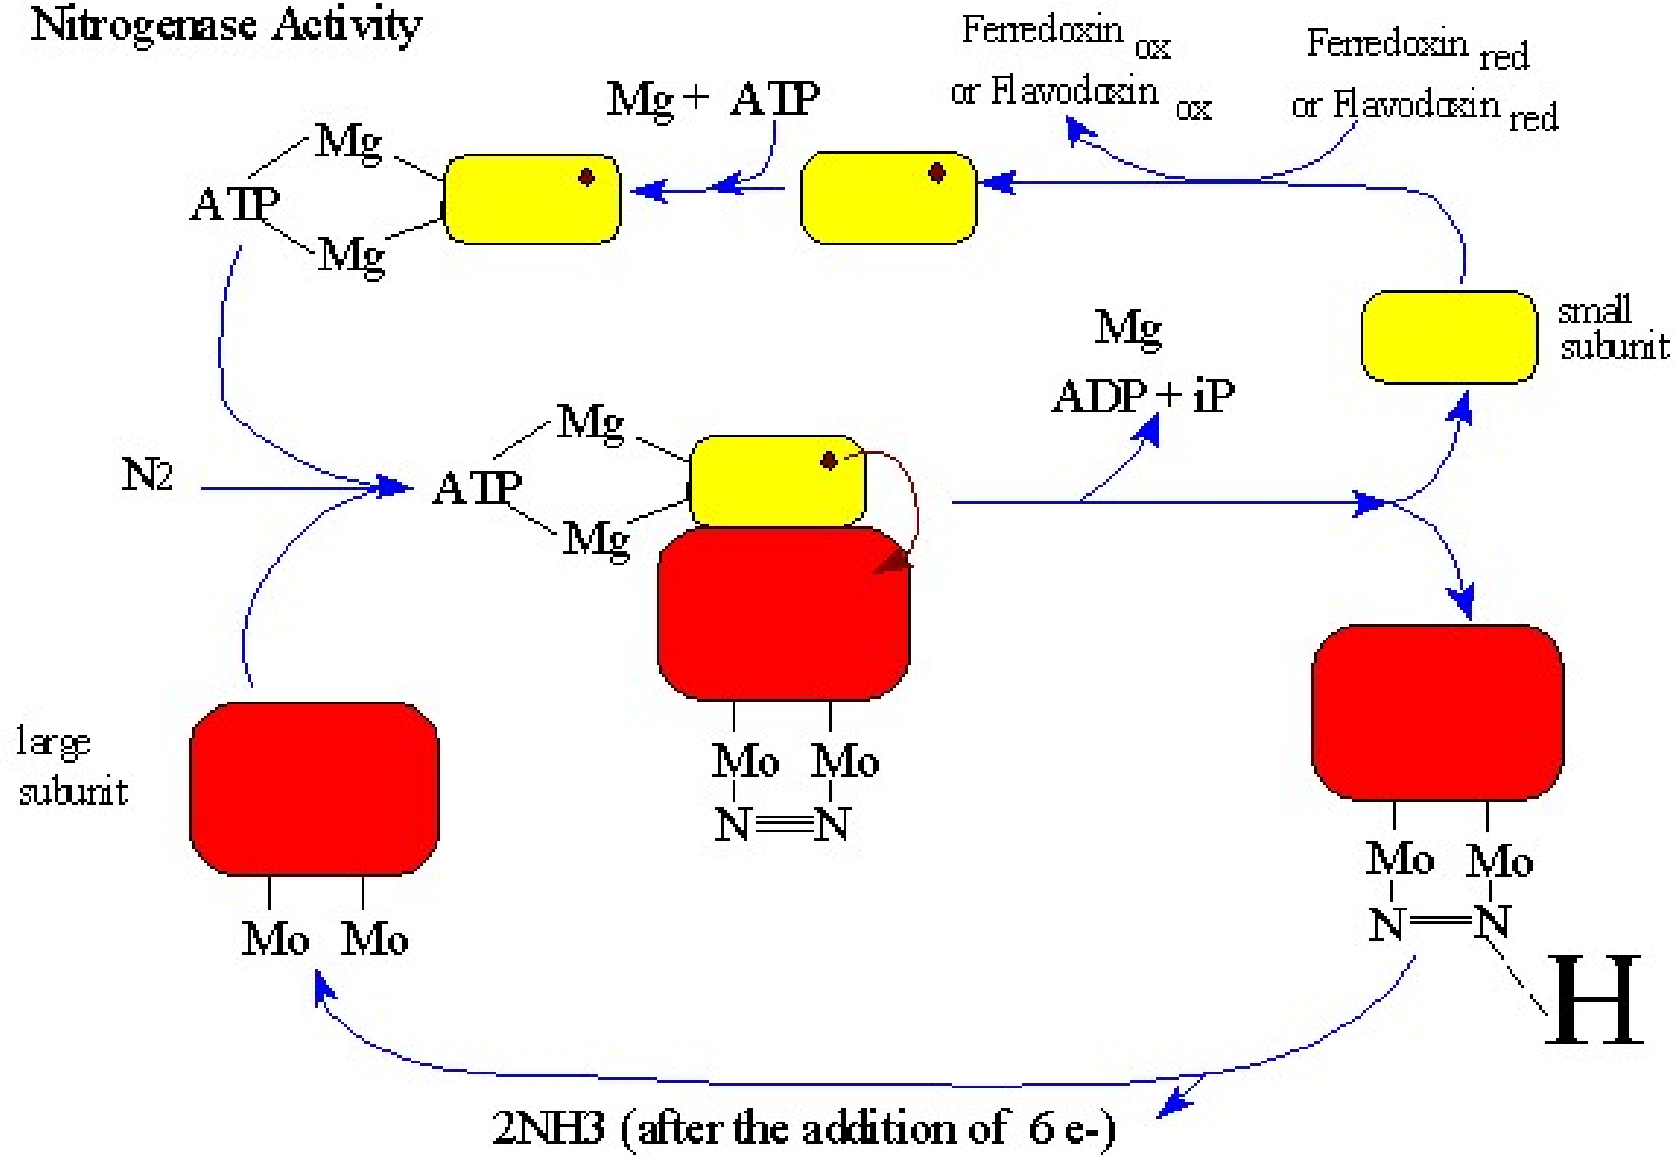 Nitrogenase Activity
Ferredoxin ox
or Flavodoxin ox
Ferredoxin red
or Flavodoxin red
Mg + ATP
Mg
ATP
Mg
small
subunit
Mg
ADP + iP
Mg
ATP
Mg
N2
large
subunit
Mo Mo
N N
Mo Mo
Mo Mo
N N
H
2NH3 (after the addition of 6 e-)